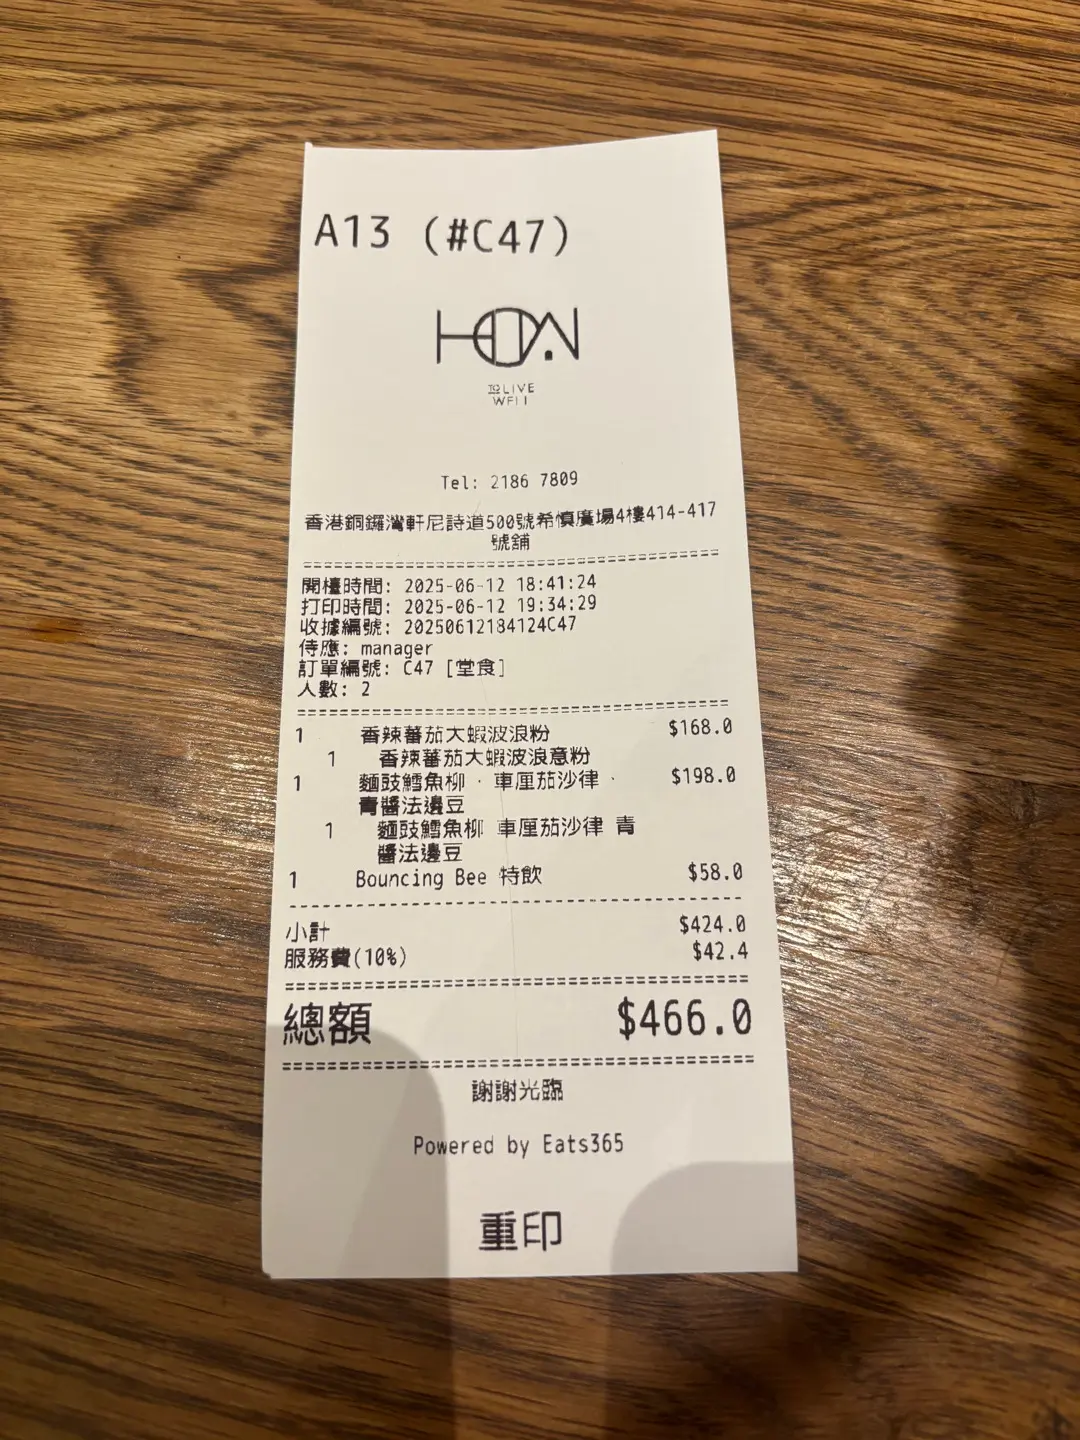 A13 (#C47)
HOW.
TO LIVE
WELL
Tel: 2186 7809
香港銅鑼灣軒尼詩道500號希慎廣場4樓414-417
號舖
開檯時間: 2025-06-12 18:41:24
打印時間: 2025-06-12 19:34:29
收據編號: 20250612184124C47
侍應: manager
訂單編號: C47 [堂食]
人數: 2
1 香辣蕃茄大蝦波浪粉 $168.0
1 香辣蕃茄大蝦波浪意粉
1 麵豉鱈魚柳．車厘茄沙律． $198.0
青醬法邊豆
1 麵豉鱈魚柳 車厘茄沙律 青
醬法邊豆
1 Bouncing Bee 特飲 $58.0
小計 $424.0
服務費(10%) $42.4
總額 $466.0
謝謝光臨
Powered by Eats365
重印